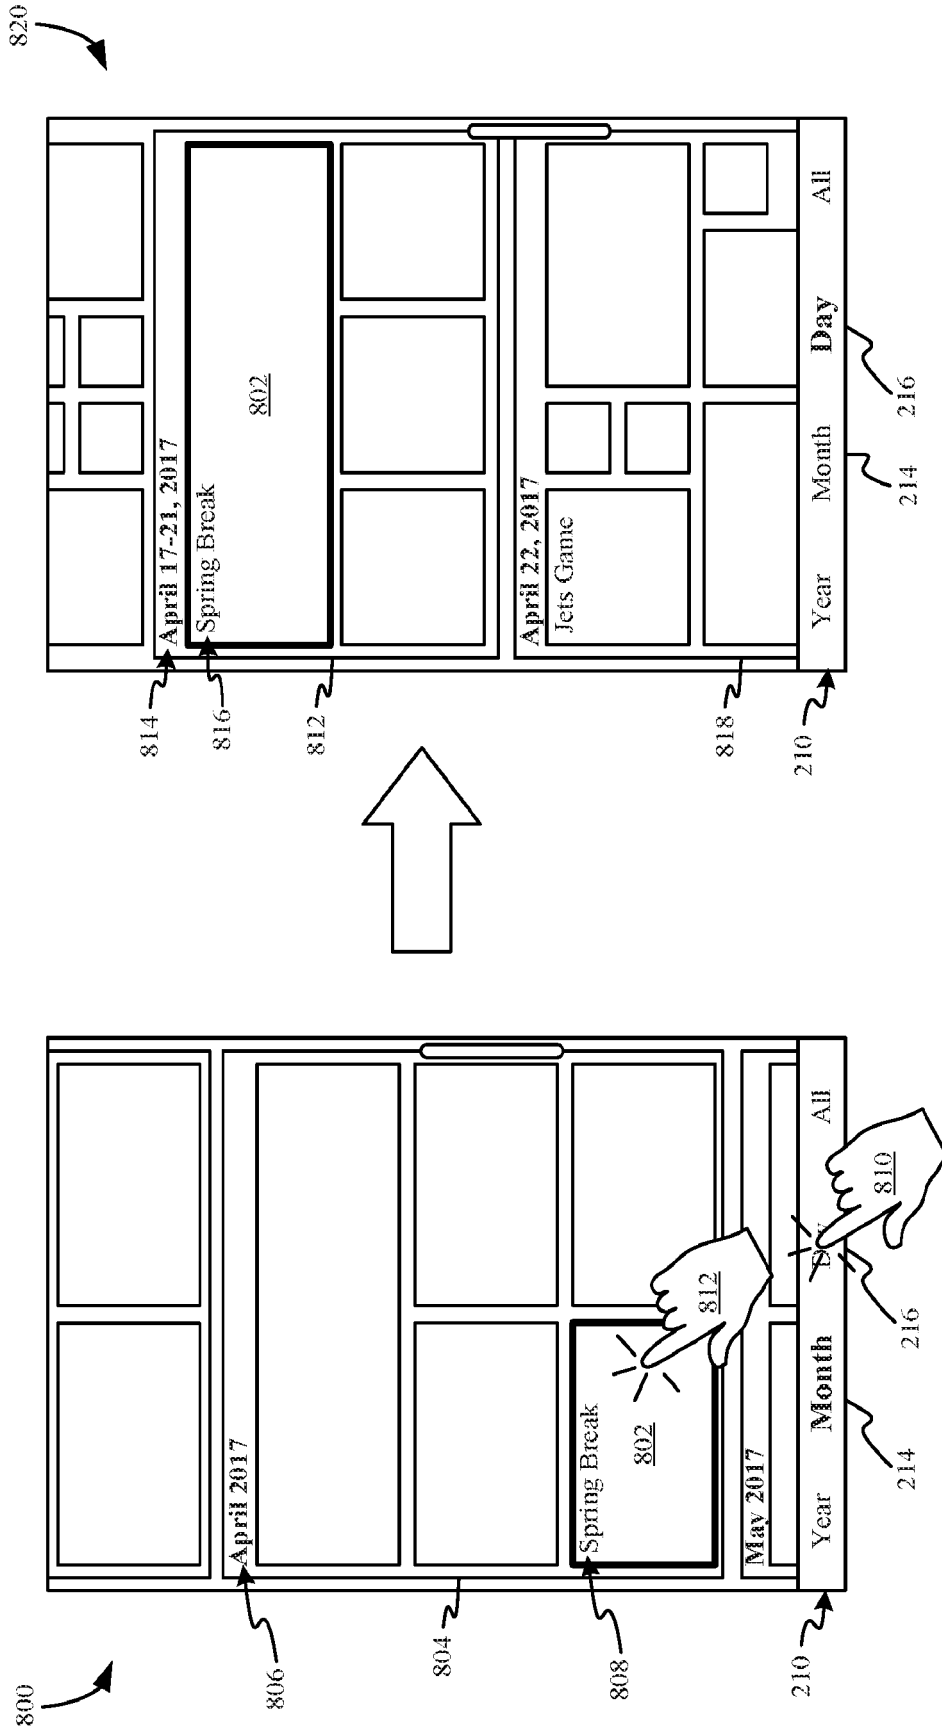 800
806
April 2017
804
808
Spring Break
802
812
May 2017
210
Year Month Day All
214
216
810
820
814
April 17-21, 2017
816
Spring Break
802
812
April 22, 2017
Jets Game
818
210
Year Month Day All
214
216